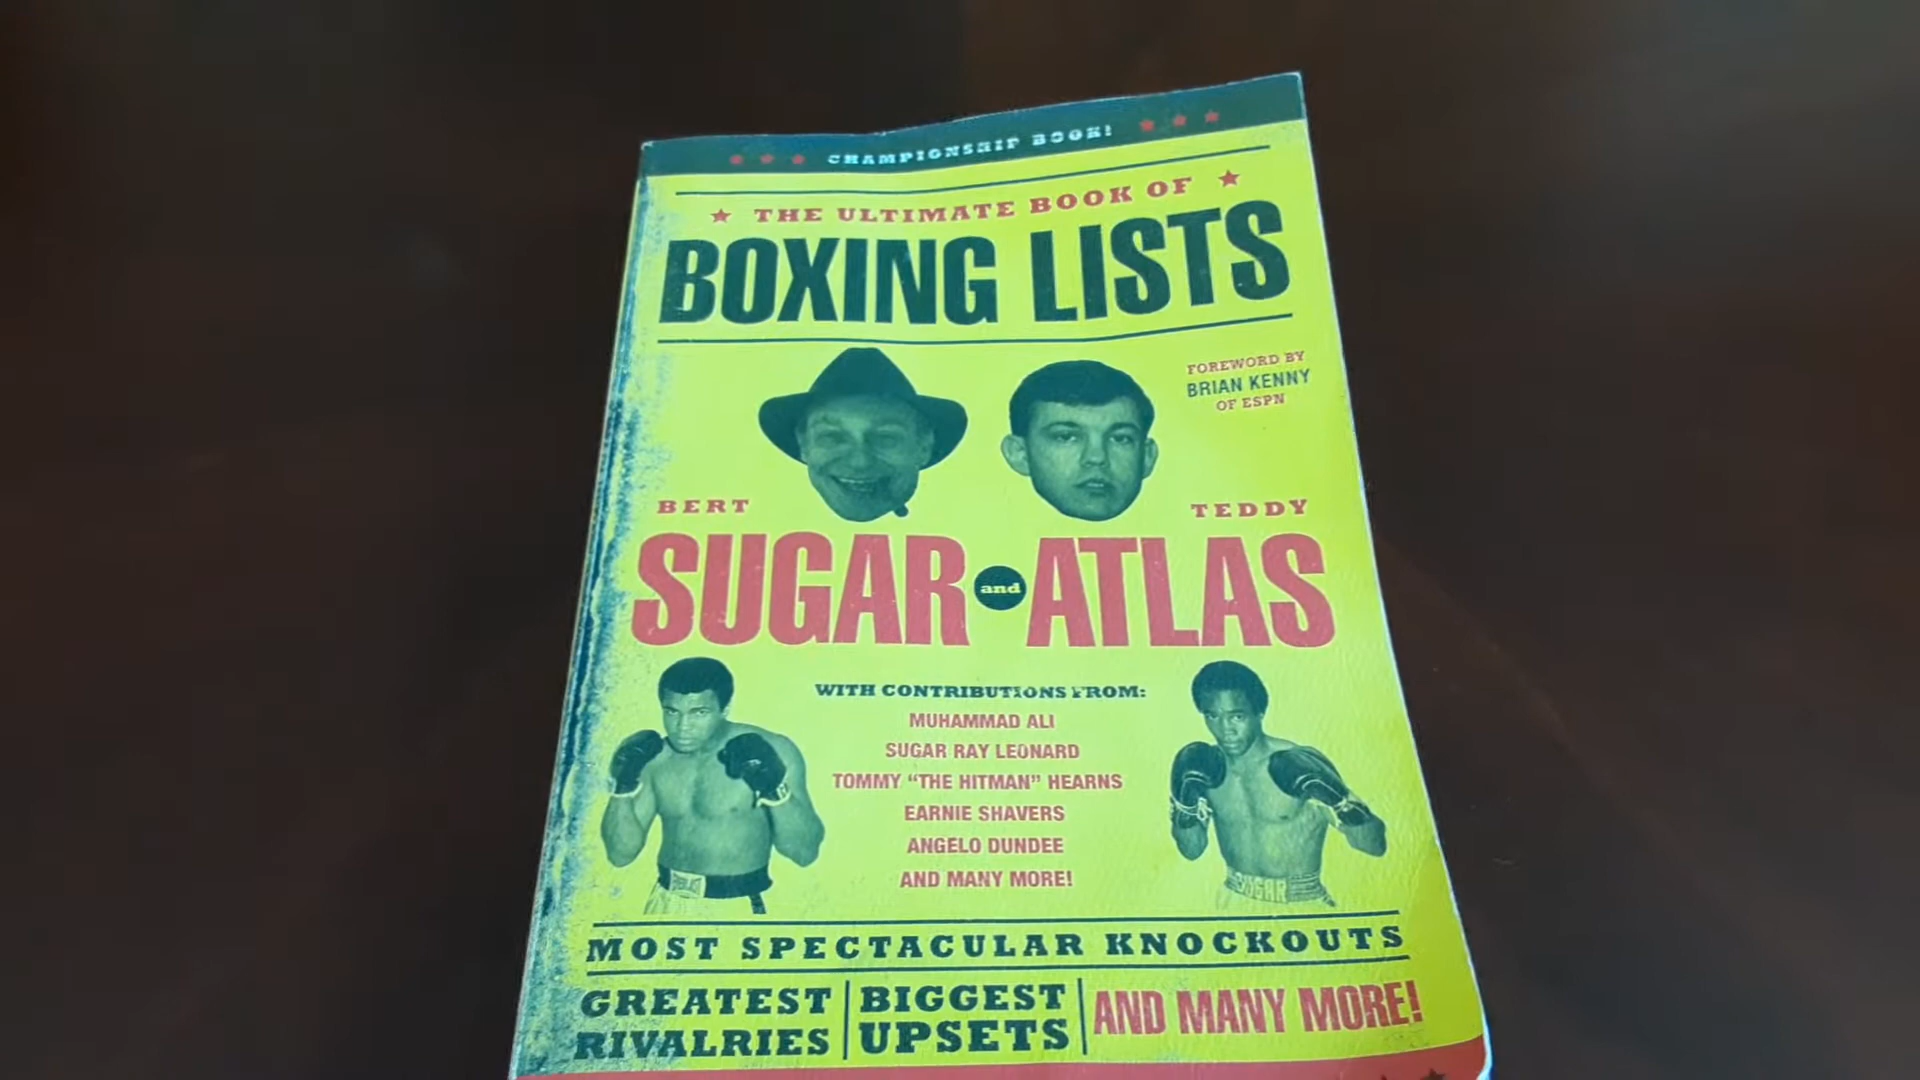 CHAMPIONSHIP BOOK!
THE ULTIMATE BOOK OF
BOXING LISTS
FOREWORD BY
BRIAN KENNY
OF ESPN
BERT
TEDDY
SUGAR and ATLAS
WITH CONTRIBUTIONS FROM:
MUHAMMAD ALI
SUGAR RAY LEONARD
TOMMY “THE HITMAN” HEARNS
EARNIE SHAVERS
ANGELO DUNDEE
AND MANY MORE!
SUGAR
MOST SPECTACULAR KNOCKOUTS
GREATEST
RIVALRIES
BIGGEST
UPSETS
AND MANY MORE!